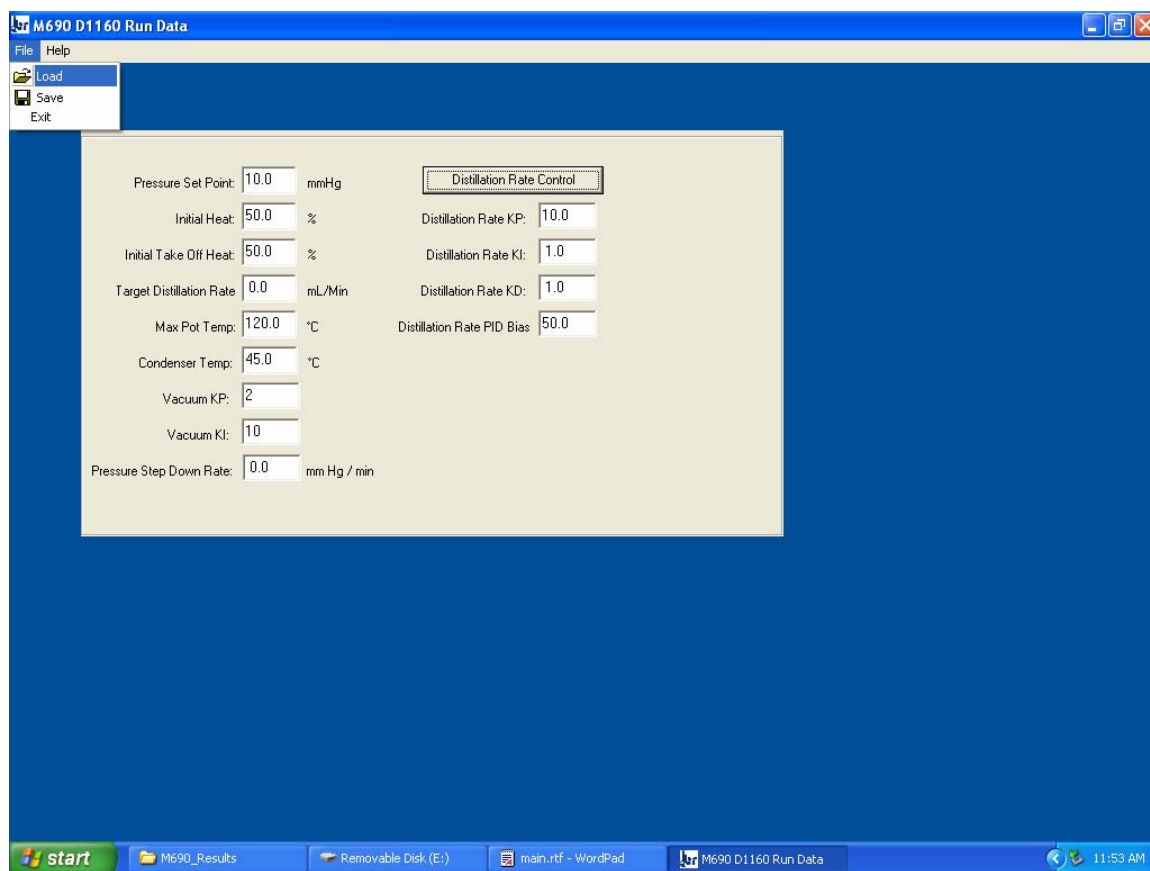 M690 D1160 Run Data
File Help
Load
Save
Exit
Pressure Set Point: 10.0 mmHg
Distillation Rate Control
Initial Heat: 50.0 %
Distillation Rate KP: 10.0
Initial Take Off Heat: 50.0 %
Distillation Rate KI: 1.0
Target Distillation Rate 0.0 mL/Min
Distillation Rate KD: 1.0
Max Pot Temp: 120.0 °C
Distillation Rate PID Bias 50.0
Condenser Temp: 45.0 °C
Vacuum KP: 2
Vacuum KI: 10
Pressure Step Down Rate: 0.0 mm Hg / min
start M690_Results Removable Disk (E:) main.rtf - WordPad M690 D1160 Run Data 11:53 AM